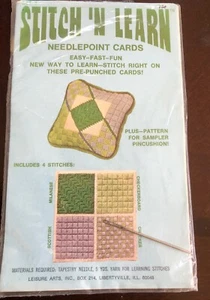 STITCH 'N LEARN
NEEDLEPOINT CARDS
EASY-FAST-FUN
NEW WAY TO LEARN-STITCH RIGHT ON
THESE PRE-PUNCHED CARDS!
PLUS-PATTERN
FOR SAMPLER
PINCUSHION!
INCLUDES 4 STITCHES:
MILANESE
SCOTTISH
MATERIALS REQUIRED: TAPESTRY NEEDLE, 5 YDS. YARN FOR LEARNING STITCHES
LEISURE ARTS, INC. BOX 214, LIBERTYVILLE, ILL. 60048